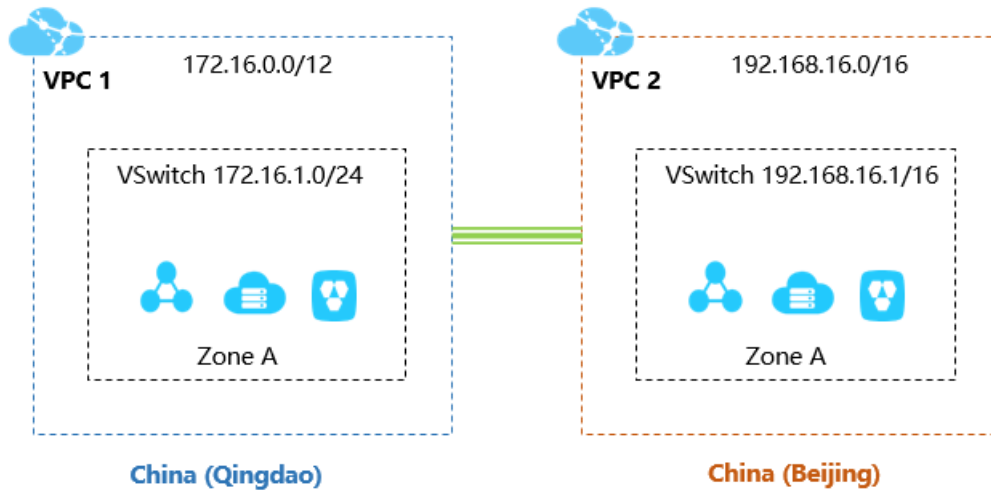 VPC 1
172.16.0.0/12
VSwitch 172.16.1.0/24
Zone A
China (Qingdao)
VPC 2
192.168.16.0/16
VSwitch 192.168.16.1/16
Zone A
China (Beijing)